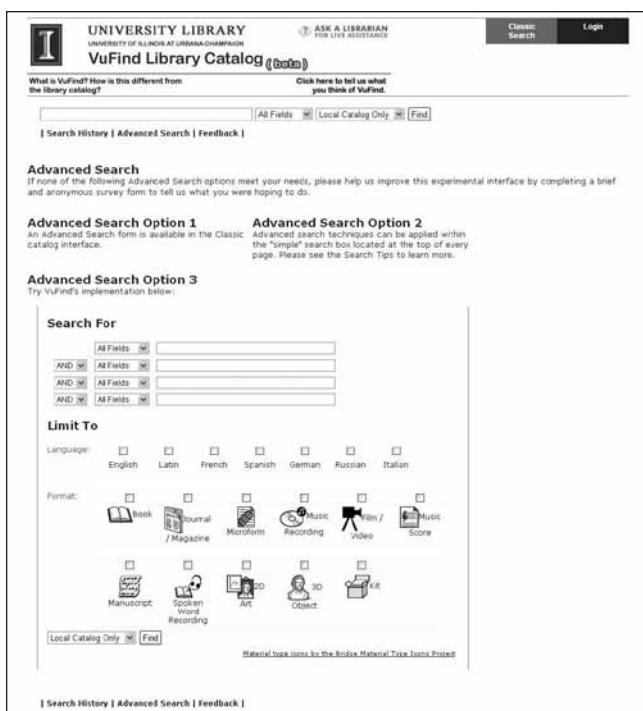 UNIVERSITY LIBRARY
UNIVERSITY OF ILLINOIS AT URBANA-CHAMPAIGN
VuFind Library Catalog (beta)
? ASK A LIBRARIAN
FOR LIVE ASSISTANCE
Classic
Search
Login
What is VuFind? How is this different from
the library catalog?
Click here to tell us what
you think of VuFind.
All Fields Local Catalog Only Find
| Search History | Advanced Search | Feedback |
Advanced Search
If none of the following Advanced Search options meet your needs, please help us improve this experimental interface by completing a brief
and anonymous survey form to tell us what you were hoping to do.
Advanced Search Option 1
An Advanced Search form is available in the Classic
catalog interface.
Advanced Search Option 2
Advanced search techniques can be applied within
the "simple" search box located at the top of every
page. Please see the Search Tips to learn more.
Advanced Search Option 3
Try VuFind's implementation below:
Search For
All Fields
AND All Fields
AND All Fields
AND All Fields
Limit To
Language:
English Latin French Spanish German Russian Italian
Format:
Book
Journal
/ Magazine
Microform
Music
Recording
Film /
Video
Music
Score
Manuscript
Spoken
Word
Recording
2D
Art
3D
Object
Kit
Local Catalog Only Find
Material type icons by the Bridge Material Type Icons Project
| Search History | Advanced Search | Feedback |